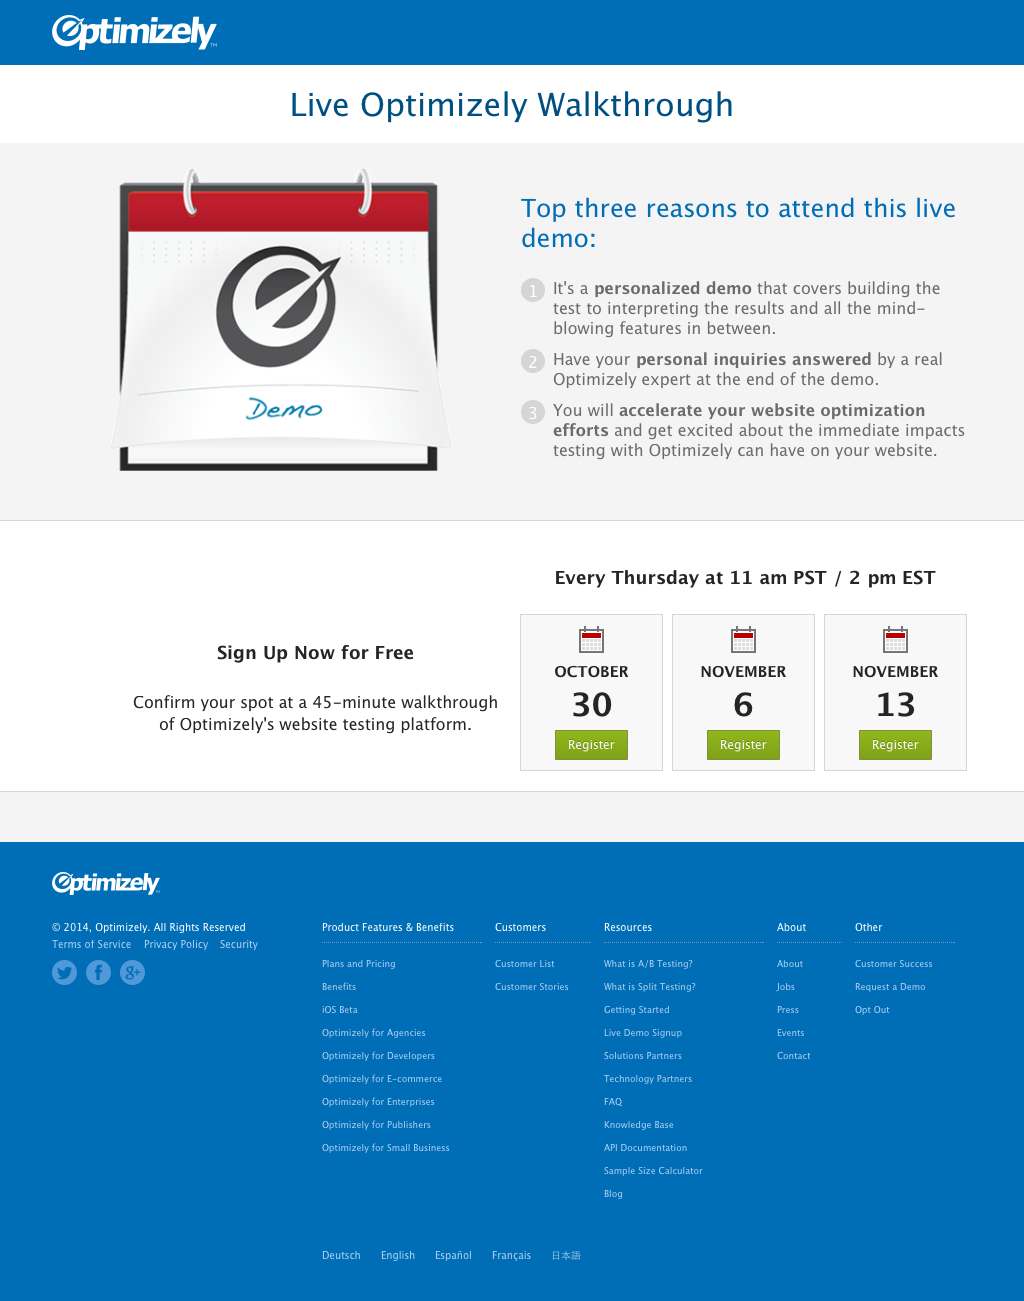 Optimizely™
Live Optimizely Walkthrough
Demo
Top three reasons to attend this live
demo:
1 It's a personalized demo that covers building the
test to interpreting the results and all the mind-
blowing features in between.
2 Have your personal inquiries answered by a real
Optimizely expert at the end of the demo.
3 You will accelerate your website optimization
efforts and get excited about the immediate impacts
testing with Optimizely can have on your website.
Sign Up Now for Free
Confirm your spot at a 45-minute walkthrough
of Optimizely's website testing platform.
Every Thursday at 11 am PST / 2 pm EST
OCTOBER
30
Register
NOVEMBER
6
Register
NOVEMBER
13
Register
Optimizely
© 2014, Optimizely. All Rights Reserved
Terms of Service Privacy Policy Security
Product Features & Benefits
Plans and Pricing
Benefits
iOS Beta
Optimizely for Agencies
Optimizely for Developers
Optimizely for E-commerce
Optimizely for Enterprises
Optimizely for Publishers
Optimizely for Small Business
Customers
Customer List
Customer Stories
Resources
What is A/B Testing?
What is Split Testing?
Getting Started
Live Demo Signup
Solutions Partners
Technology Partners
FAQ
Knowledge Base
API Documentation
Sample Size Calculator
Blog
About
About
Jobs
Press
Events
Contact
Other
Customer Success
Request a Demo
Opt Out
Deutsch English Español Français 日本語